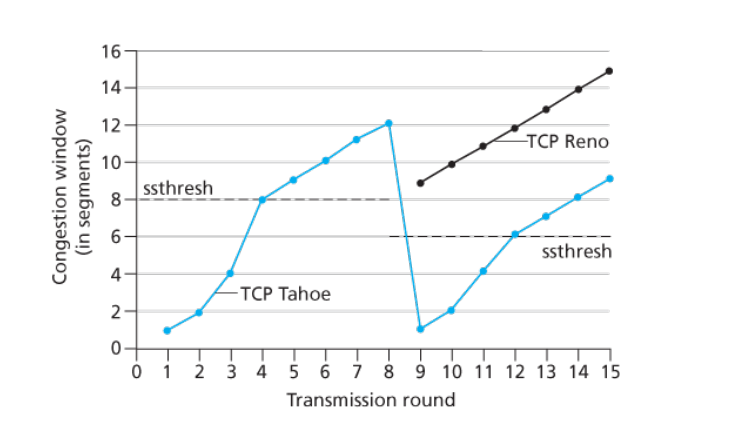 Congestion window
(in segments)
16
14
12
10
8
6
4
2
0
ssthresh
TCP Tahoe
TCP Reno
ssthresh
0 1 2 3 4 5 6 7 8 9 10 11 12 13 14 15
Transmission round